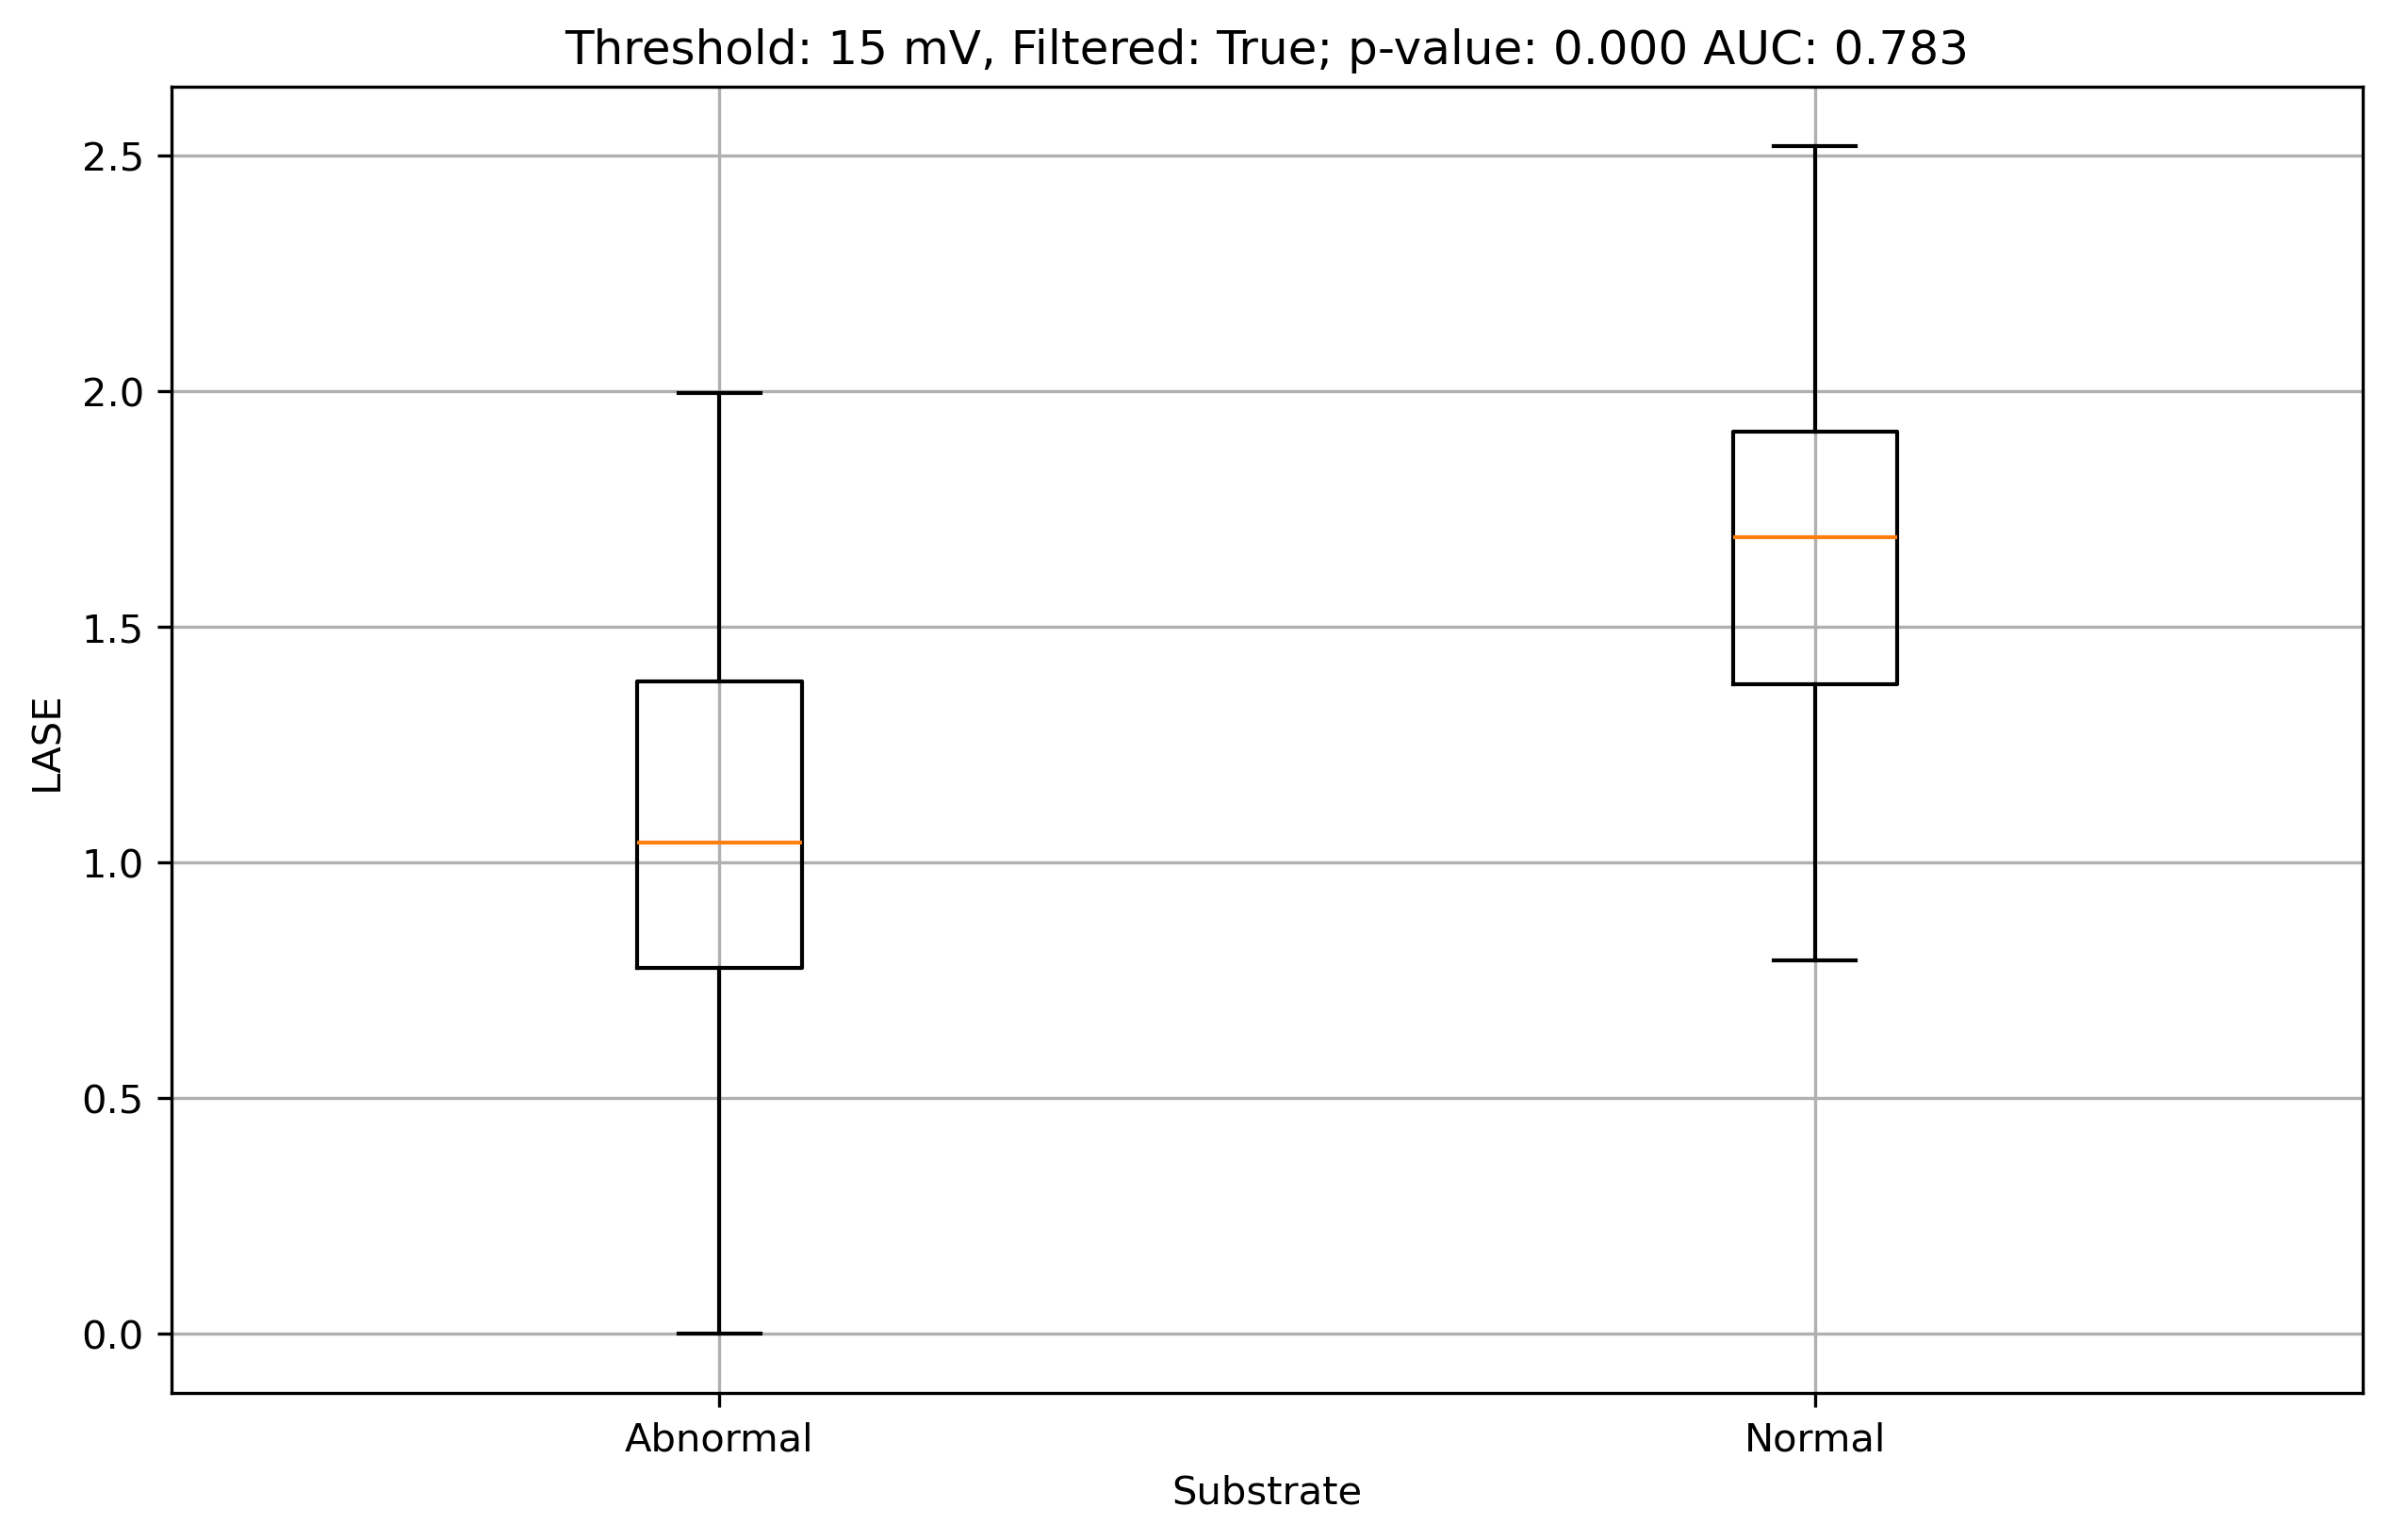 Threshold: 15 mV, Filtered: True; p-value: 0.000 AUC: 0.783
2.5
2.0
1.5
1.0
0.5
0.0
LASE
Abnormal
Normal
Substrate